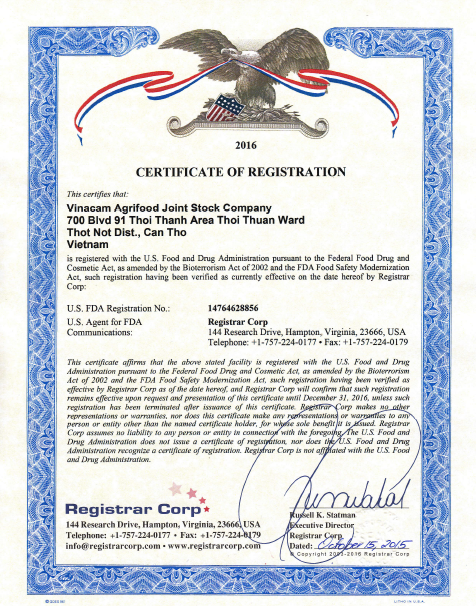 2016
CERTIFICATE OF REGISTRATION
This certifies that:
Vinacam Agrifood Joint Stock Company
700 Blvd 91 Thoi Thanh Area Thoi Thuan Ward
Thot Not Dist., Can Tho
Vietnam
is registered with the U.S. Food and Drug Administration pursuant to the Federal Food Drug and
Cosmetic Act, as amended by the Bioterrorism Act of 2002 and the FDA Food Safety Modernization
Act, such registration having been verified as currently effective on the date hereof by Registrar
Corp:
U.S. FDA Registration No.: 14764628856
U.S. Agent for FDA Registrar Corp
Communications: 144 Research Drive, Hampton, Virginia, 23666, USA
Telephone: +1-757-224-0177 • Fax: +1-757-224-0179
This certificate affirms that the above stated facility is registered with the U.S. Food and Drug
Administration pursuant to the Federal Food Drug and Cosmetic Act, as amended by the Bioterrorism
Act of 2002 and the FDA Food Safety Modernization Act, such registration having been verified as
effective by Registrar Corp as of the date hereof, and Registrar Corp will confirm that such registration
remains effective upon request and presentation of this certificate until December 31, 2016, unless such
registration has been terminated after issuance of this certificate. Registrar Corp makes no other
representations or warranties, nor does this certificate make any representations or warranties to any
person or entity other than the named certificate holder, for whose sole benefit it is issued. Registrar
Corp assumes no liability to any person or entity in connection with the foregoing. The U.S. Food and
Drug Administration does not issue a certificate of registration, nor does the U.S. Food and Drug
Administration recognize a certificate of registration. Registrar Corp is not affiliated with the U.S. Food
and Drug Administration.
Registrar Corp
144 Research Drive, Hampton, Virginia, 23666, USA
Telephone: +1-757-224-0177 • Fax: +1-757-224-0179
info@registrarcorp.com • www.registrarcorp.com
Russell K. Statman
Executive Director
Registrar Corp
Dated: October 15, 2015
© Copyright 2003-2016 Registrar Corp
LITHO IN U.S.A.